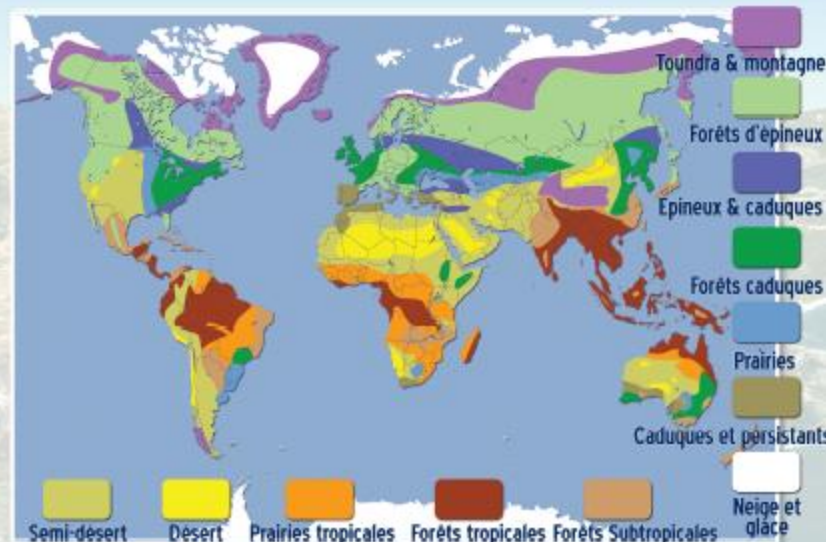 Toundra & montagne
Forêts d'épineux
Epineux & caduques
Forêts caduques
Prairies
Caduques et persistants
Neige et
glace
Semi-désert
Désert
Prairies tropicales
Forêts tropicales
Forêts Subtropicales